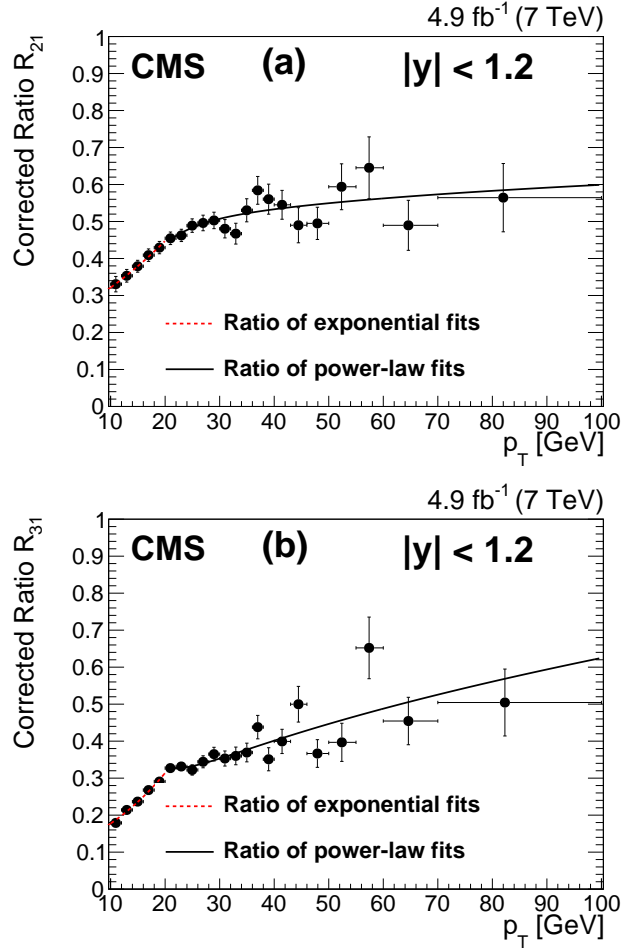 4.9 fb⁻¹ (7 TeV)
Corrected Ratio R₂₁
CMS (a) |y| < 1.2
1
0.9
0.8
0.7
0.6
0.5
0.4
0.3
0.2
0.1
0
Ratio of exponential fits
Ratio of power-law fits
10 20 30 40 50 60 70 80 90 100
p_T [GeV]
4.9 fb⁻¹ (7 TeV)
Corrected Ratio R₃₁
CMS (b) |y| < 1.2
1
0.9
0.8
0.7
0.6
0.5
0.4
0.3
0.2
0.1
0
Ratio of exponential fits
Ratio of power-law fits
10 20 30 40 50 60 70 80 90 100
p_T [GeV]